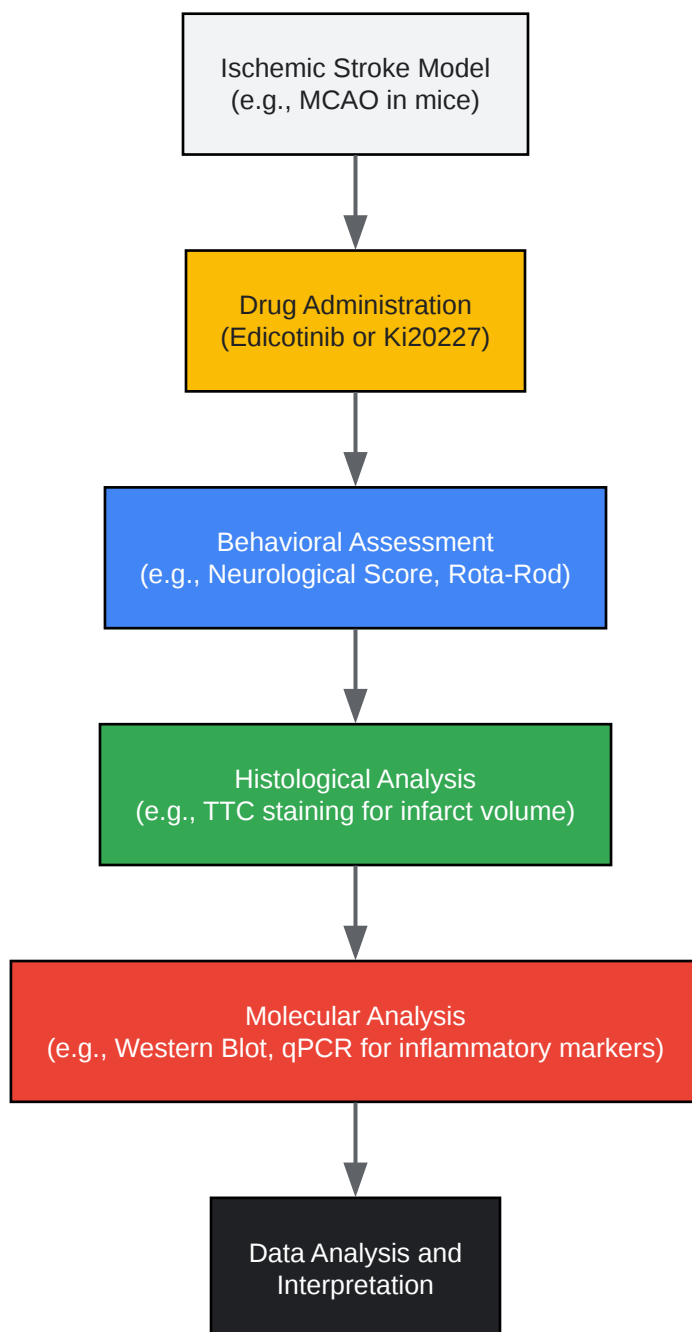 Ischemic Stroke Model
(e.g., MCAO in mice)
Drug Administration
(Edicotinib or Ki20227)
Behavioral Assessment
(e.g., Neurological Score, Rota-Rod)
Histological Analysis
(e.g., TTC staining for infarct volume)
Molecular Analysis
(e.g., Western Blot, qPCR for inflammatory markers)
Data Analysis and
Interpretation